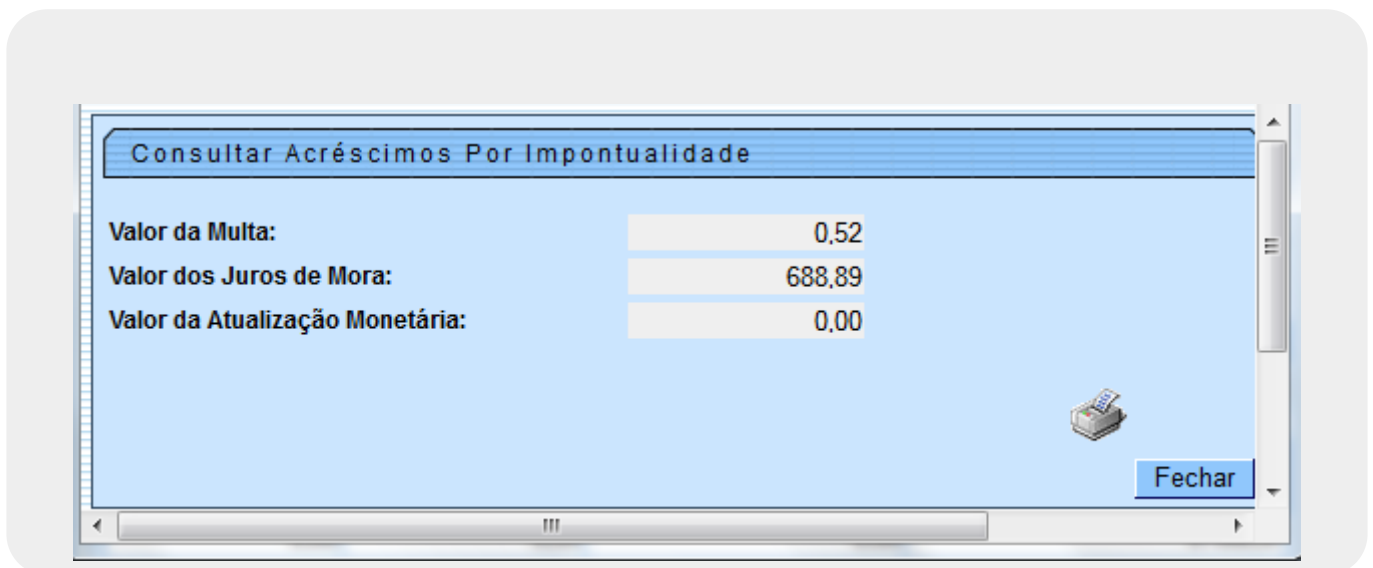 Consultar Acréscimos Por Impontualidade
Valor da Multa: 0,52
Valor dos Juros de Mora: 688,89
Valor da Atualização Monetária: 0,00
Fechar